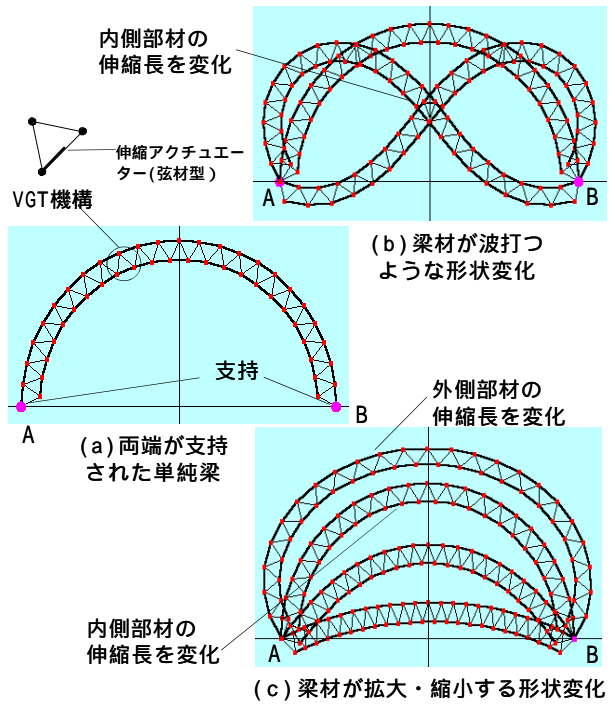 内側部材の
伸縮長を変化
伸縮アクチュエー
ター(弦材型)
VGT機構
A
B
(b)梁材が波打つ
ような形状変化
支持
A
B
(a)両端が支持
された単純梁
外側部材の
伸縮長を変化
内側部材の
伸縮長を変化
A
B
(c)梁材が拡大・縮小する形状変化